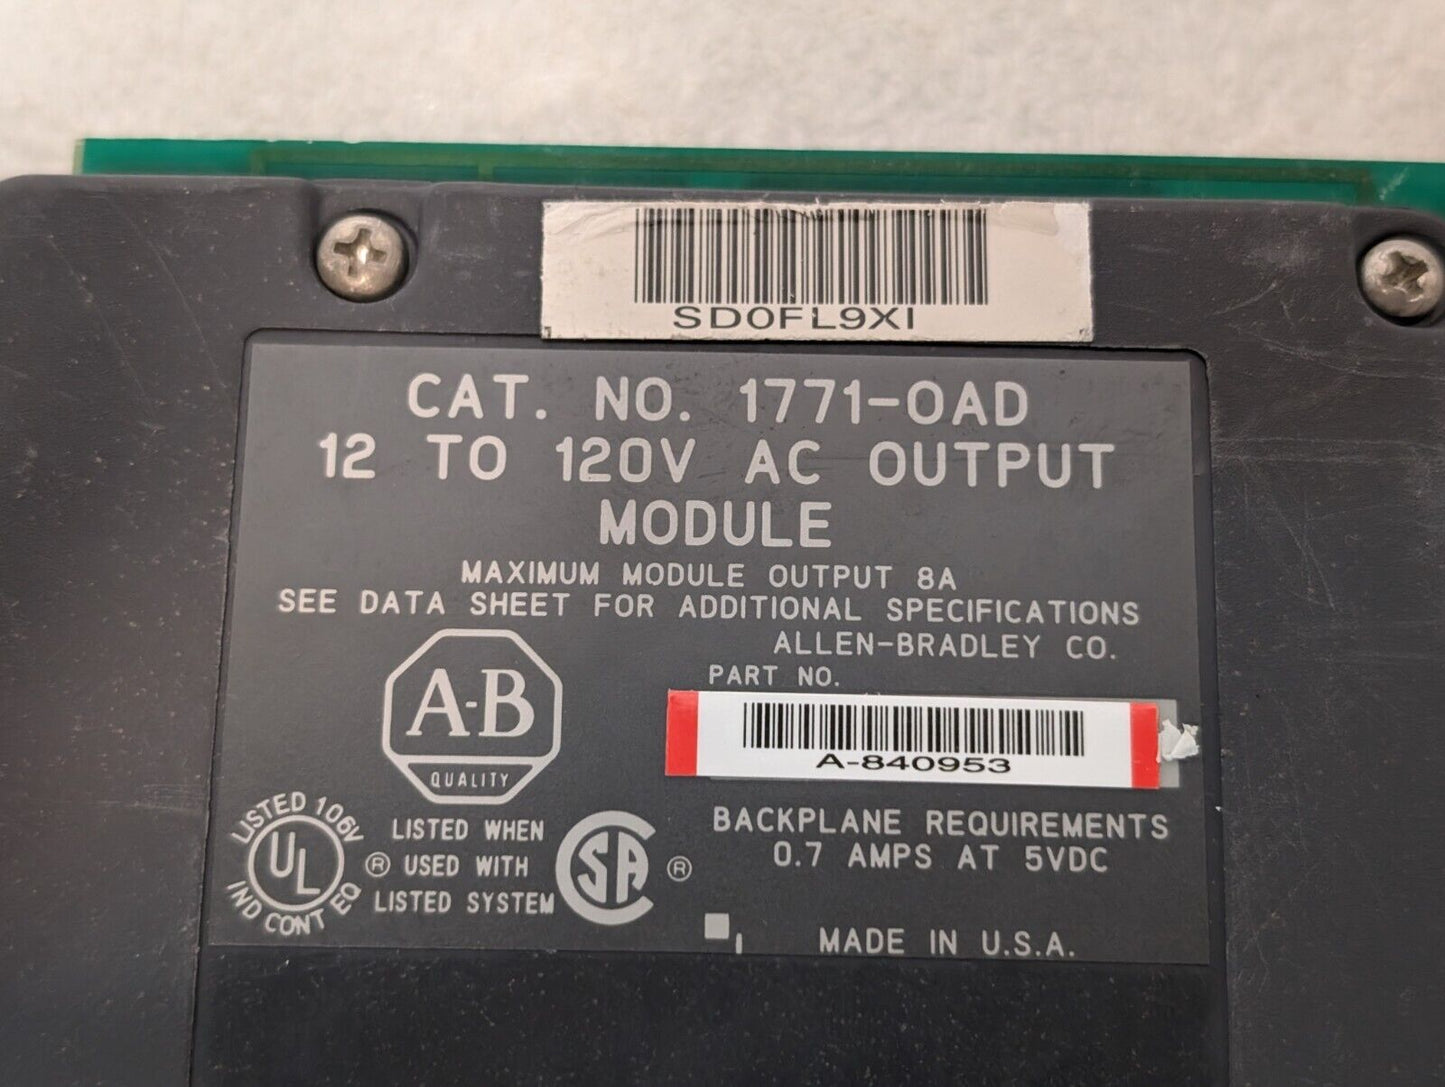 SD0FL9XI
CAT. NO. 1771-OAD
12 TO 120V AC OUTPUT
MODULE
MAXIMUM MODULE OUTPUT 8A
SEE DATA SHEET FOR ADDITIONAL SPECIFICATIONS
ALLEN-BRADLEY CO.
PART NO.
A-840953
A-B
QUALITY
LISTED 106V
UL
IND CONT EQ
®
LISTED WHEN
USED WITH
LISTED SYSTEM
SA
®
BACKPLANE REQUIREMENTS
0.7 AMPS AT 5VDC
MADE IN U.S.A.